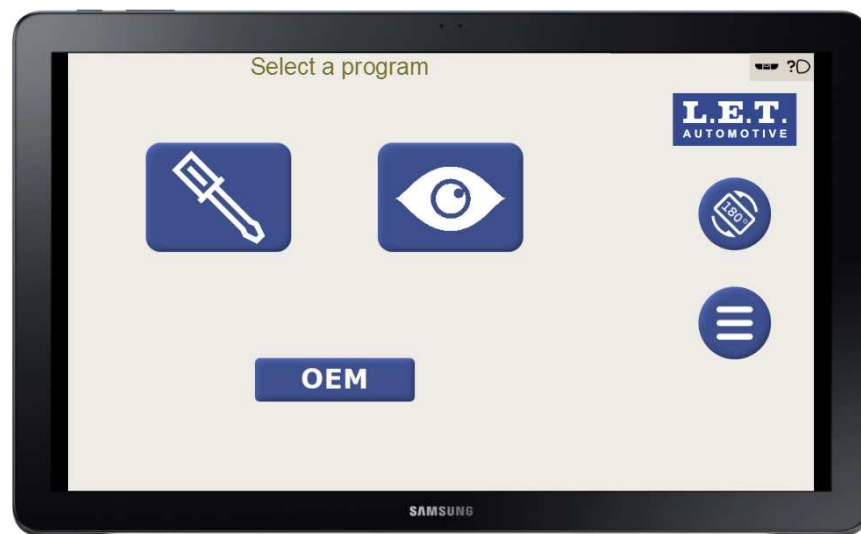 Select a program
?
L.E.T.
AUTOMOTIVE
180°
OEM
SAMSUNG